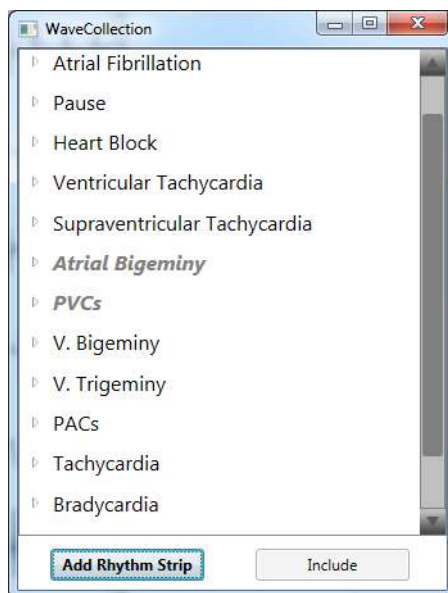 WaveCollection
Atrial Fibrillation
Pause
Heart Block
Ventricular Tachycardia
Supraventricular Tachycardia
Atrial Bigeminy
PVCs
V. Bigeminy
V. Trigeminy
PACs
Tachycardia
Bradycardia
Add Rhythm Strip Include